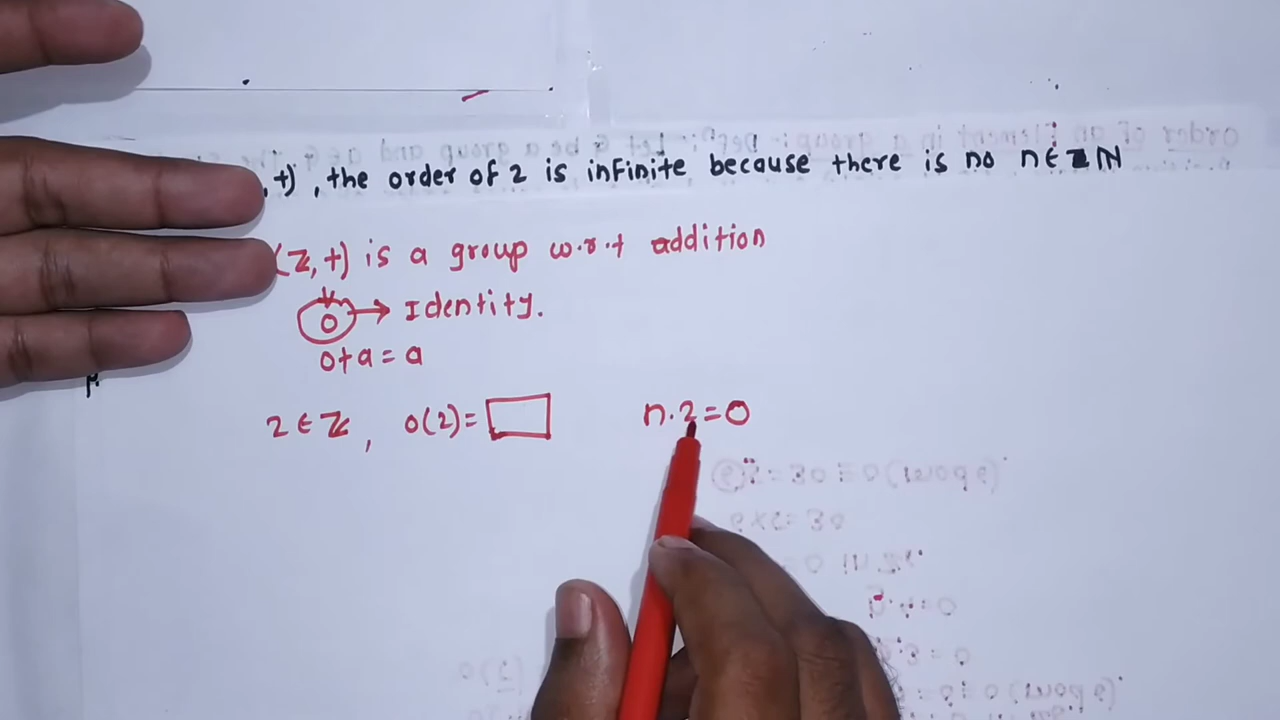 ,+), the order of 2 is infinite because there is no n∈ℤ N
(Z,+) is a group w.r.t addition
0 → Identity.
0+a=a
2∈Z, o(2)=
n·2=0